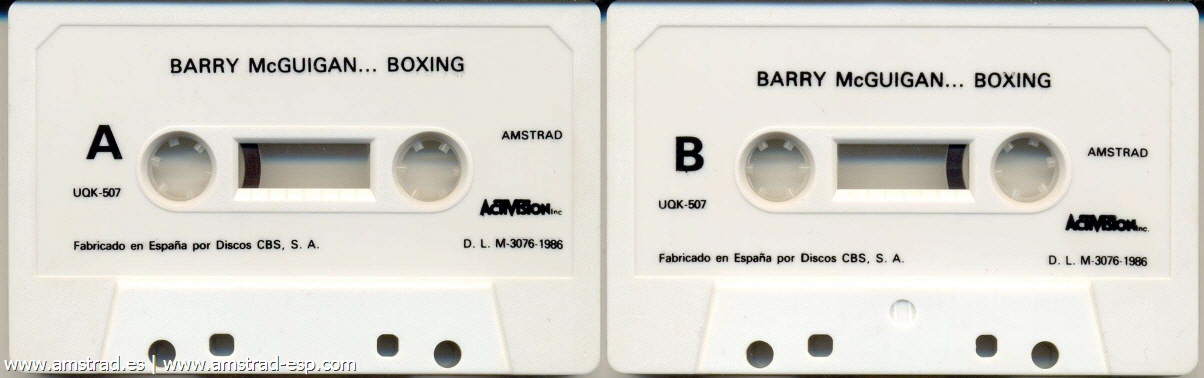 BARRY McGUIGAN... BOXING
A
AMSTRAD
UQK-507
ACTIVISION Inc
Fabricado en España por Discos CBS, S. A.
D. L. M-3076-1986
BARRY McGUIGAN... BOXING
B
AMSTRAD
UQK-507
ACTIVISION Inc.
Fabricado en España por Discos CBS, S. A.
D. L. M-3076-1986
www.amstrad.es | www.amstrad-esp.com